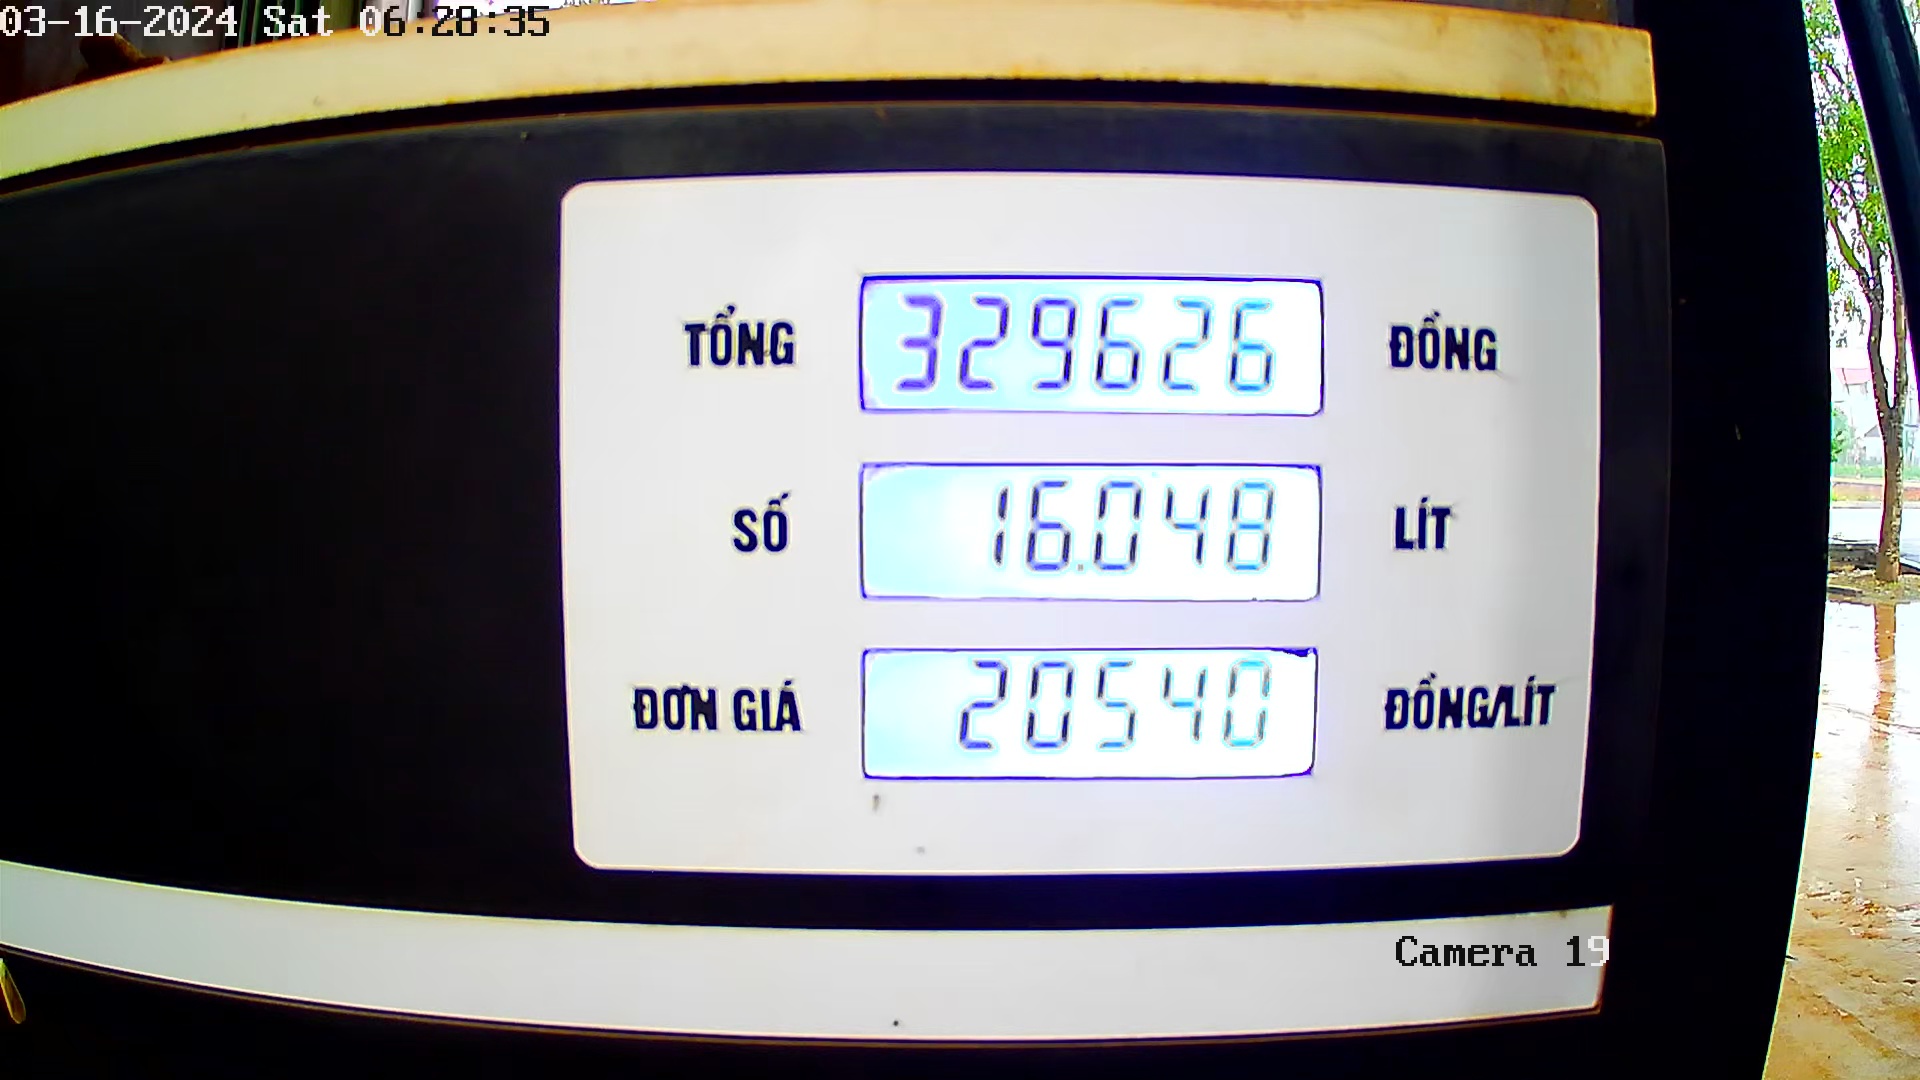 03-16-2024 Sat 06:28:35
TỔNG 329626 ĐỒNG
SỐ 16.048 LÍT
ĐƠN GIÁ 20540 ĐỒNG/LÍT
Camera 19